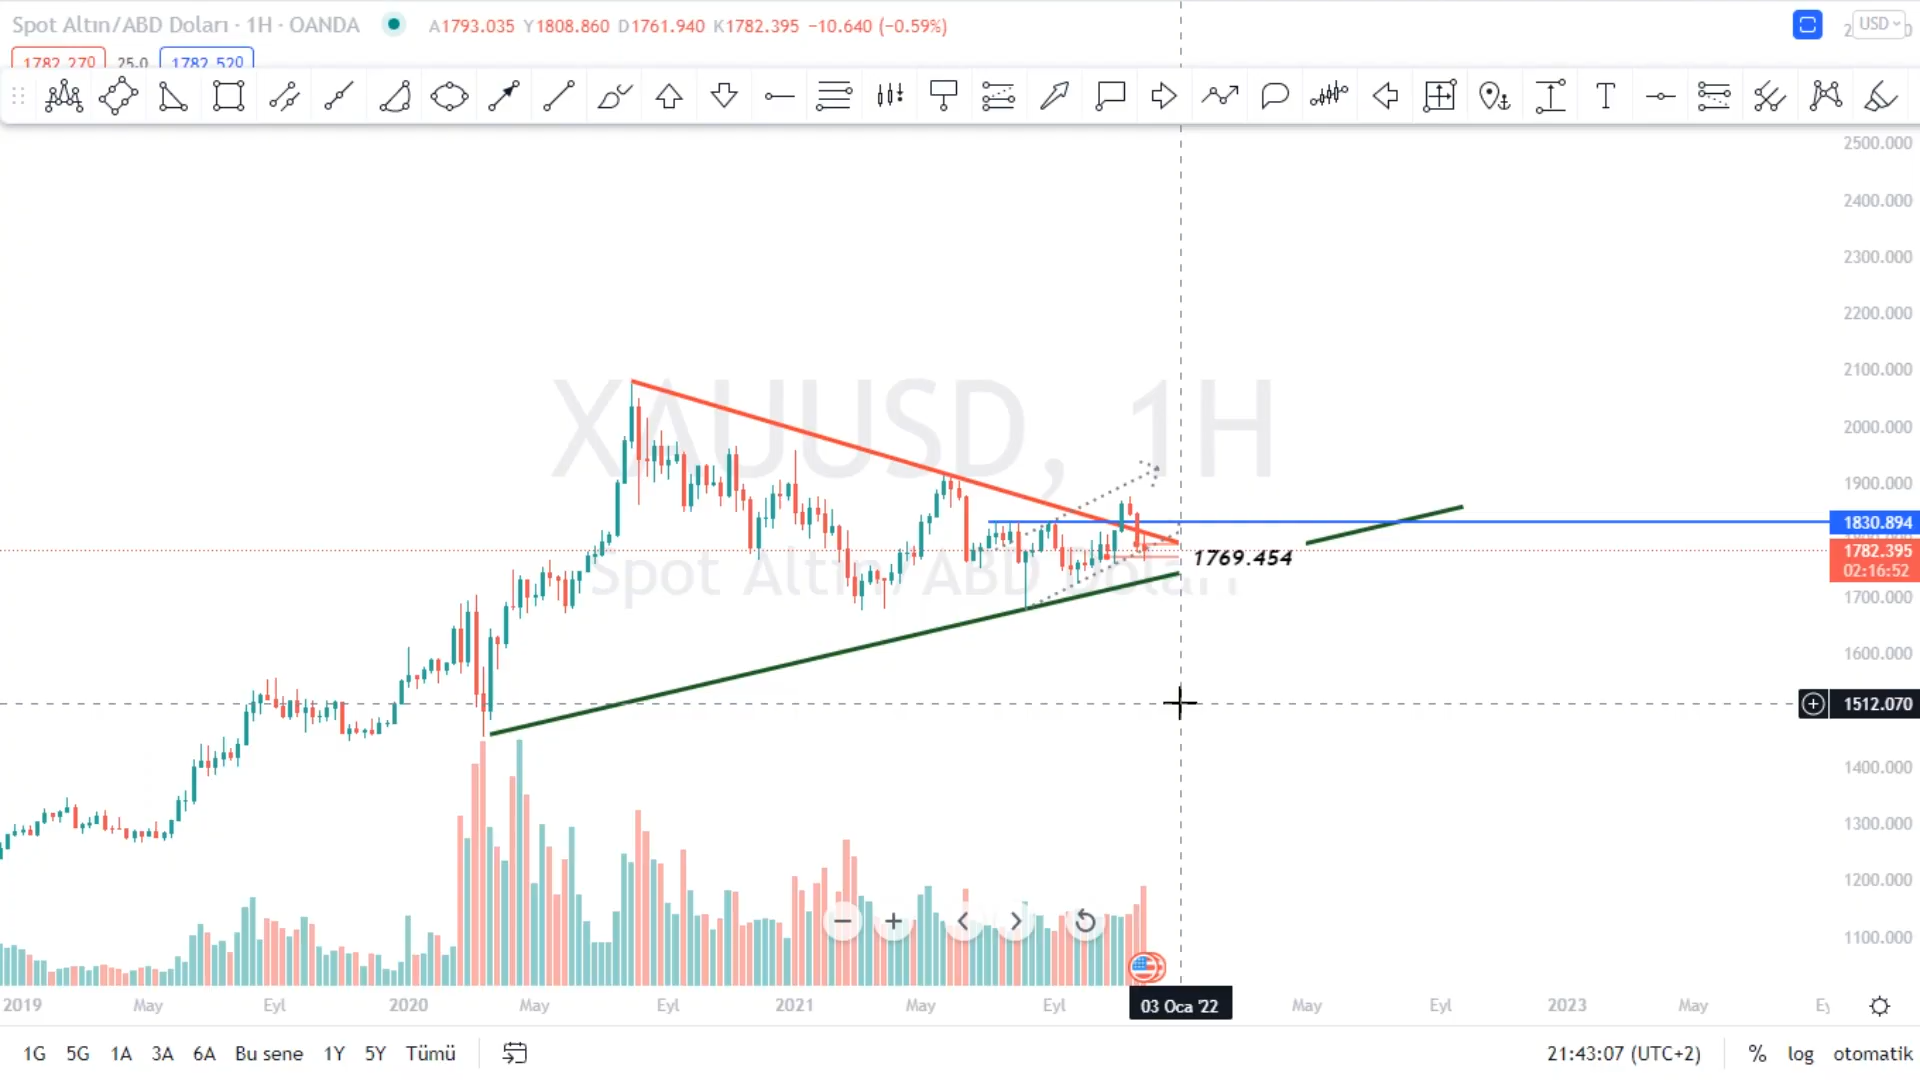 Spot Altın/ABD Doları · 1H · OANDA A1793.035 Y1808.860 D1761.940 K1782.395 −10.640 (−0.59%)
USD
1782.270 25.0 1782.520
2500.000
2400.000
2300.000
2200.000
2100.000
2000.000
1900.000
1830.894
1782.395
02:16:52
1700.000
1600.000
1512.070
1400.000
1300.000
1200.000
1100.000
XAUUSD, 1H
Spot Altın/ABD Doları
1769.454
2019 May Eyl 2020 May Eyl 2021 May Eyl 03 Oca '22 May Eyl 2023 May
1G 5G 1A 3A 6A Bu sene 1Y 5Y Tümü 21:43:07 (UTC+2) % log otomatik